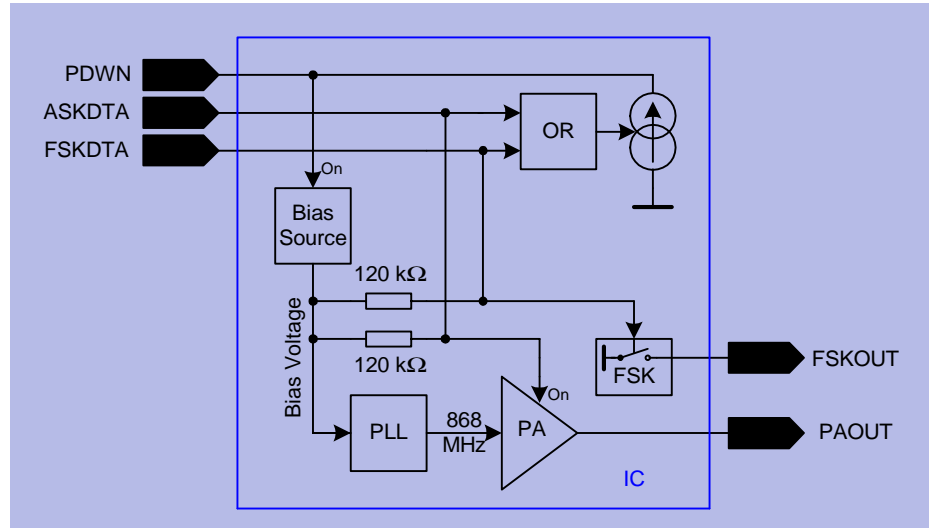 PDWN
ASKDTA
FSKDTA
OR
On
Bias
Source
120 kΩ
Bias Voltage
120 kΩ
FSK
FSKOUT
On
PLL
868
MHz
PA
PAOUT
IC